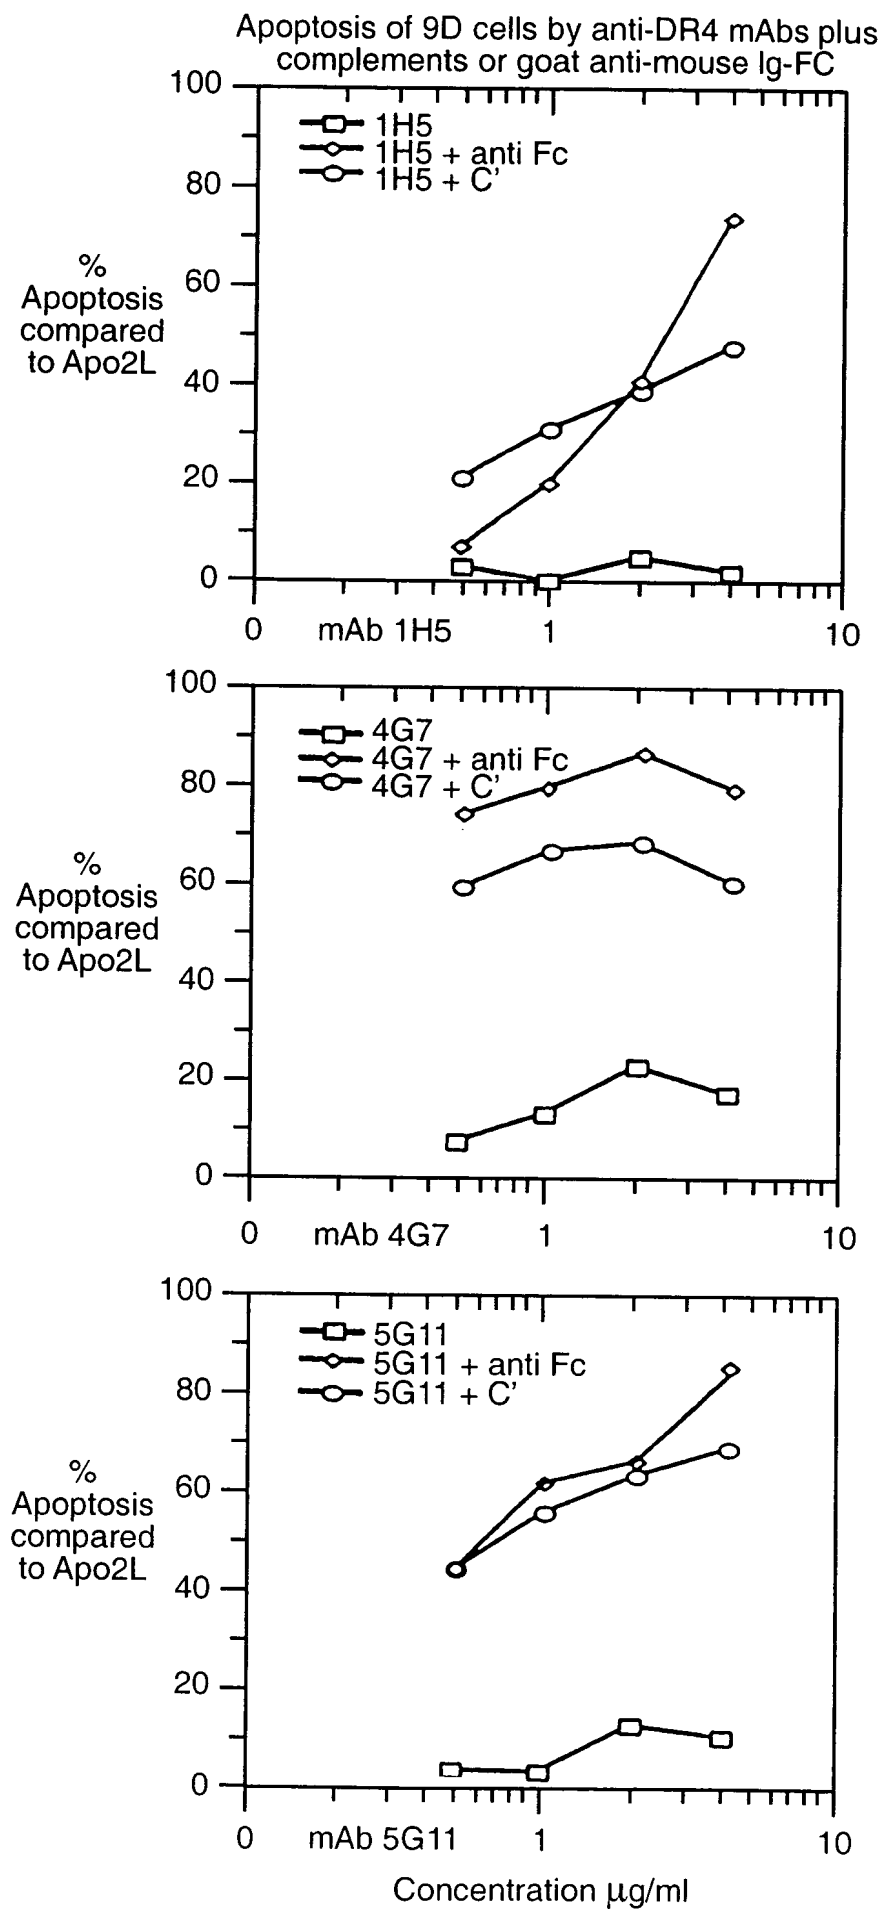 Apoptosis of 9D cells by anti-DR4 mAbs plus
complements or goat anti-mouse Ig-FC
100
80
60
40
20
0
%
Apoptosis
compared
to Apo2L
1H5
1H5 + anti Fc
1H5 + C'
0
mAb 1H5
1
10
100
80
60
40
20
0
%
Apoptosis
compared
to Apo2L
4G7
4G7 + anti Fc
4G7 + C'
0
mAb 4G7
1
10
100
80
60
40
20
0
%
Apoptosis
compared
to Apo2L
5G11
5G11 + anti Fc
5G11 + C'
0
mAb 5G11
1
10
Concentration μg/ml